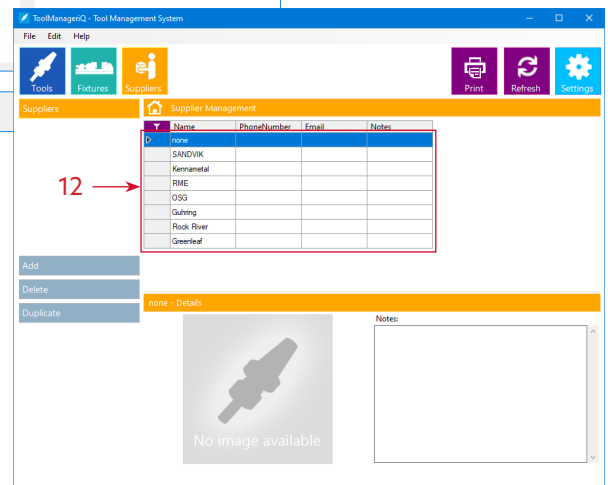 ToolManageriQ - Tool Management System
File Edit Help
Tools Fixtures Suppliers Print Refresh Settings
Suppliers
Supplier Management
Name PhoneNumber Email Notes
none
SANDVIK
Kennametal
RME
OSG
Guhring
Rock River
Greenleaf
12
Add
Delete
Duplicate
none - Details
Notes:
No image available